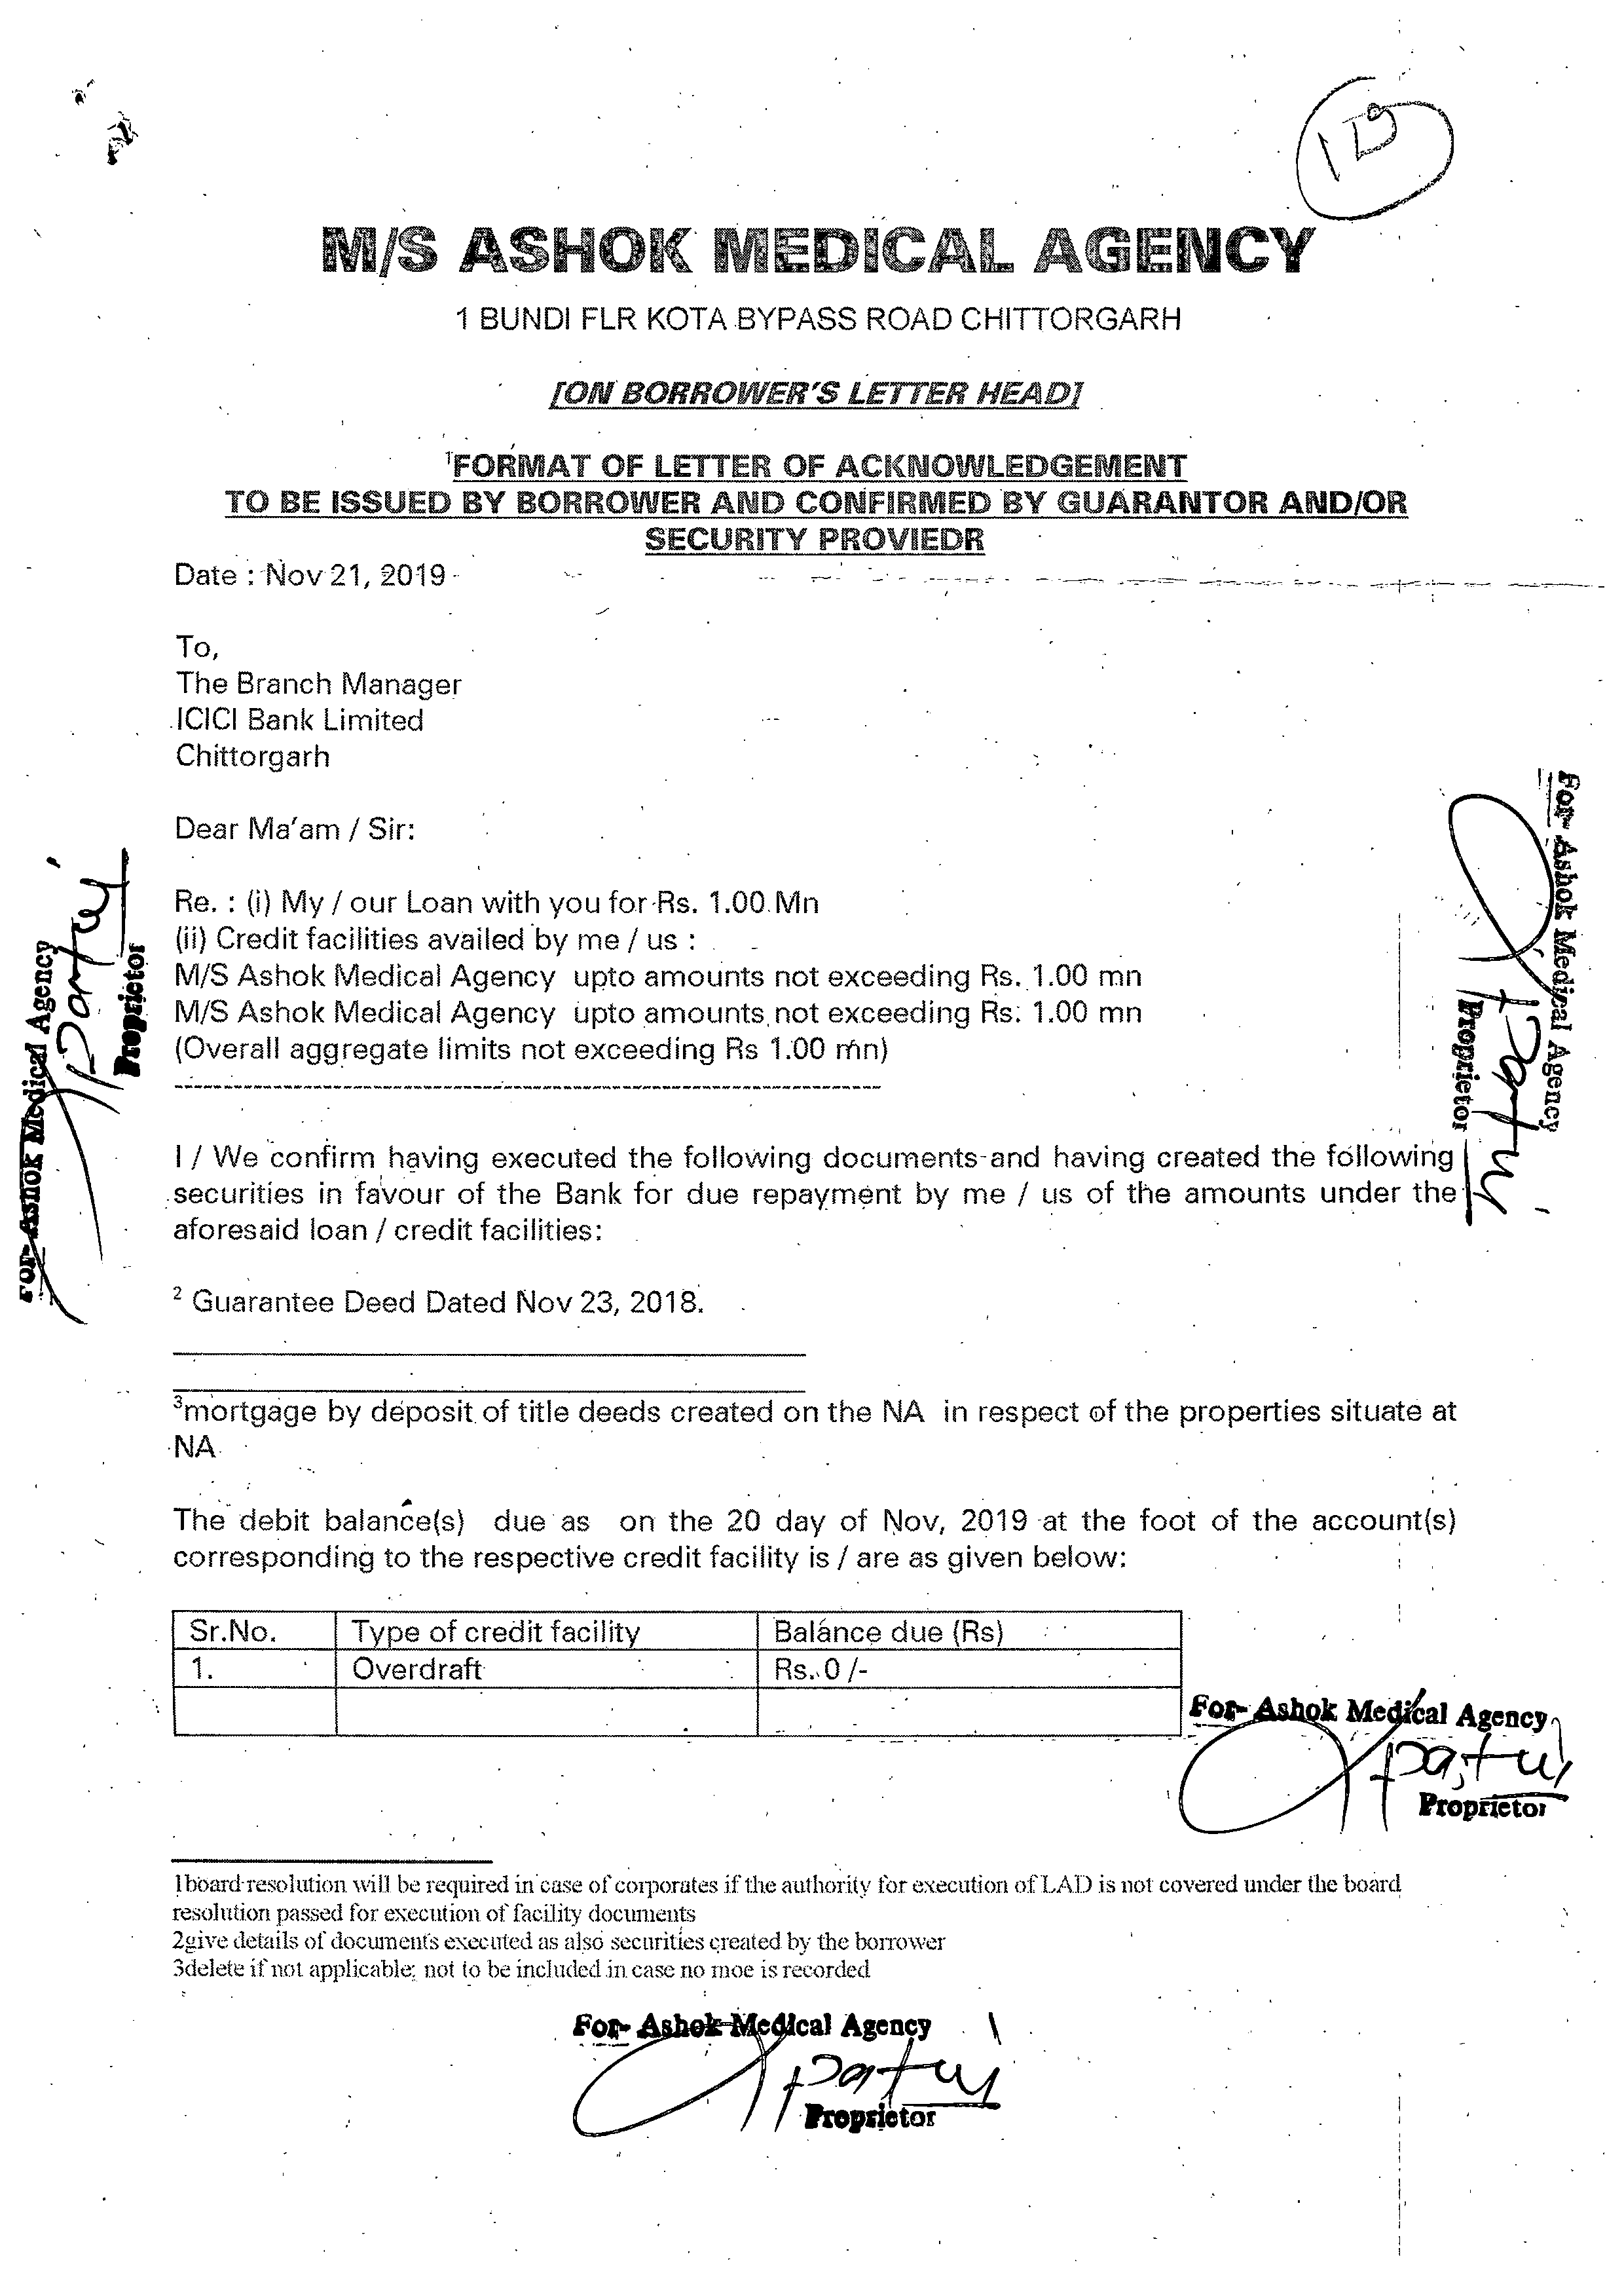 M/S ASHOK MEDICAL AGENCY
1 BUNDI FLR KOTA BYPASS ROAD CHITTORGARH
[ON BORROWER'S LETTER HEAD]
1FORMAT OF LETTER OF ACKNOWLEDGEMENT
TO BE ISSUED BY BORROWER AND CONFIRMED BY GUARANTOR AND/OR
SECURITY PROVIEDR
Date : Nov 21, 2019
To,
The Branch Manager
ICICI Bank Limited
Chittorgarh
Dear Ma'am / Sir:
Re. : (i) My / our Loan with you for Rs. 1.00 Mn
(ii) Credit facilities availed by me / us :
M/S Ashok Medical Agency upto amounts not exceeding Rs. 1.00 mn
M/S Ashok Medical Agency upto amounts not exceeding Rs. 1.00 mn
(Overall aggregate limits not exceeding Rs 1.00 mn)
For- Ashok Medical Agency
Proprietor
For- Ashok Medical Agency
Proprietor
I / We confirm having executed the following documents and having created the following
securities in favour of the Bank for due repayment by me / us of the amounts under the
aforesaid loan / credit facilities:
2 Guarantee Deed Dated Nov 23, 2018.
3mortgage by deposit of title deeds created on the NA in respect of the properties situate at
NA
The debit balance(s) due as on the 20 day of Nov, 2019 at the foot of the account(s)
corresponding to the respective credit facility is / are as given below:
Sr.No. Type of credit facility Balance due (Rs)
1. Overdraft Rs. 0 /-
For- Ashok Medical Agency
Proprietor
1board resolution will be required in case of corporates if the authority for execution of LAD is not covered under the board
resolution passed for execution of facility documents
2give details of documents executed as also securities created by the borrower
3delete if not applicable; not to be included in case no moe is recorded
For- Ashok Medical Agency
Proprietor